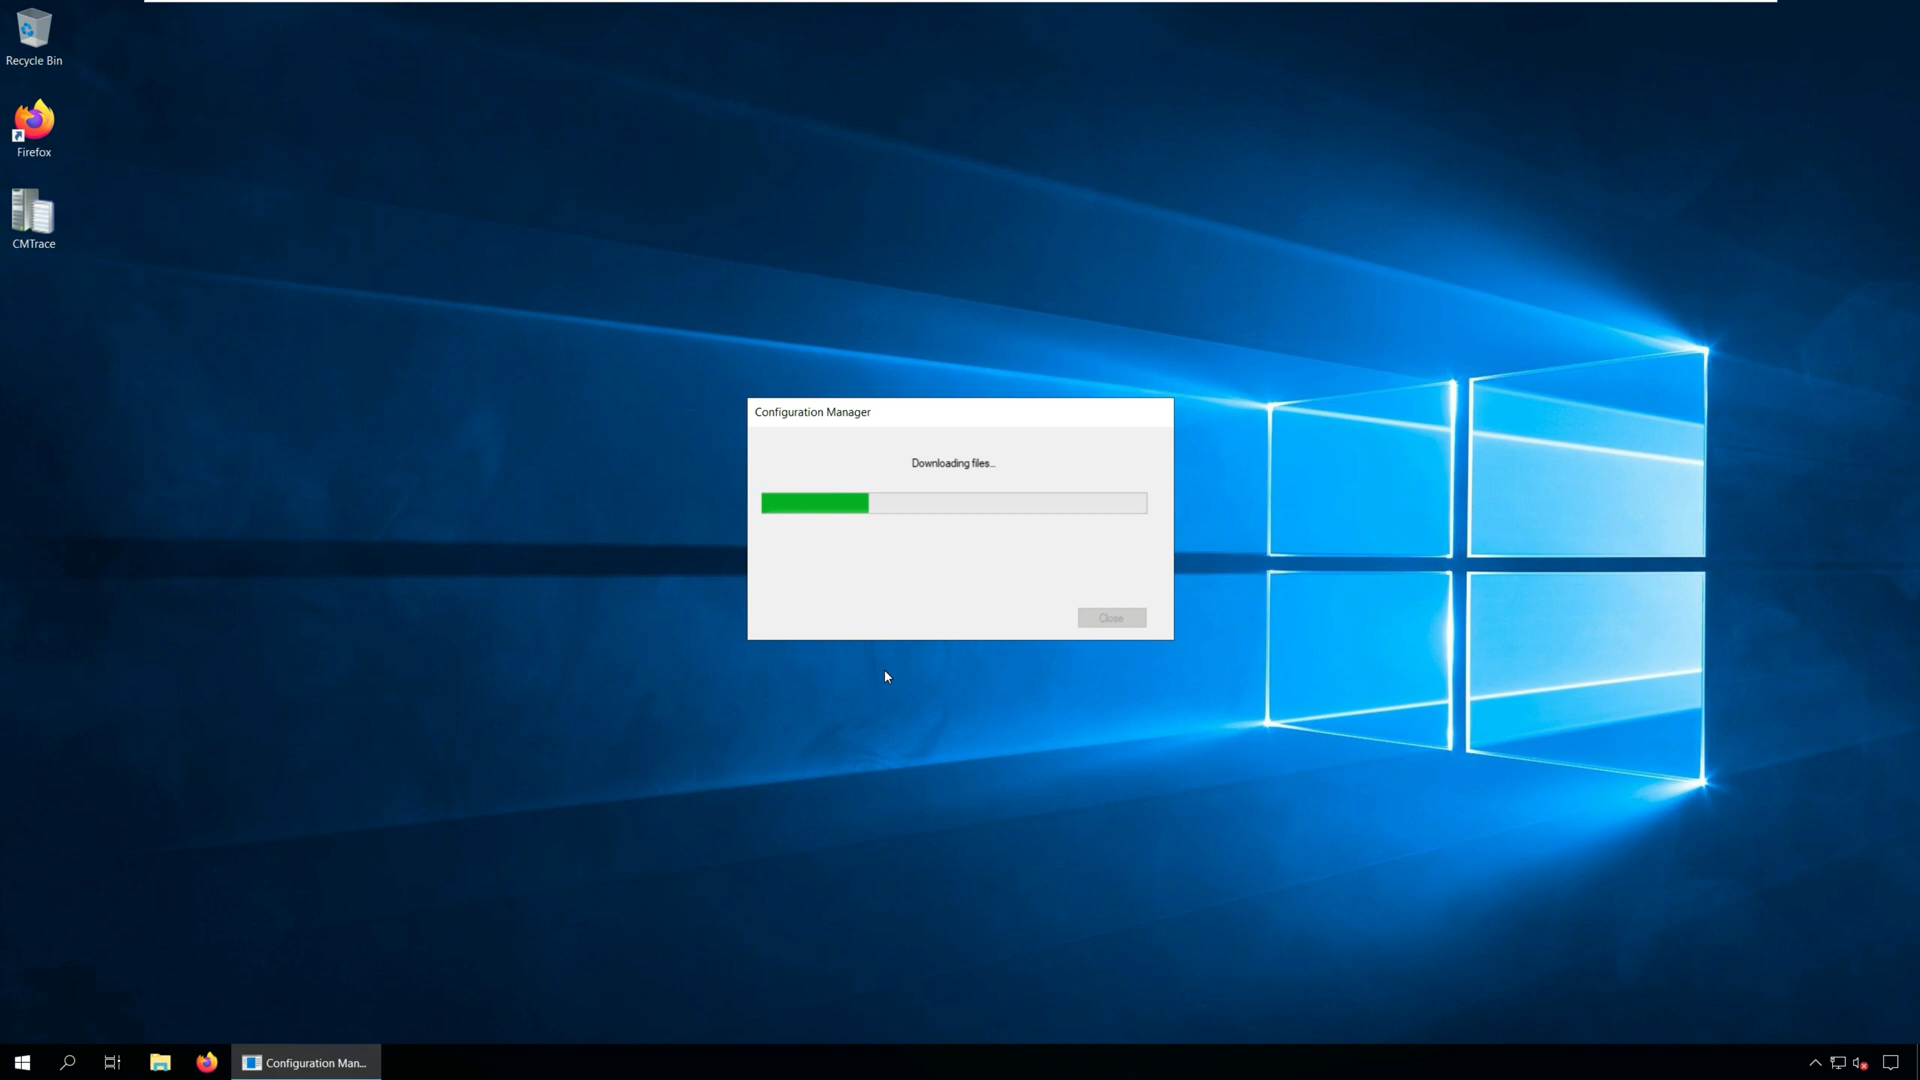 Recycle Bin
Firefox
CMTrace
Configuration Manager
Downloading files...
Close
Configuration Man...